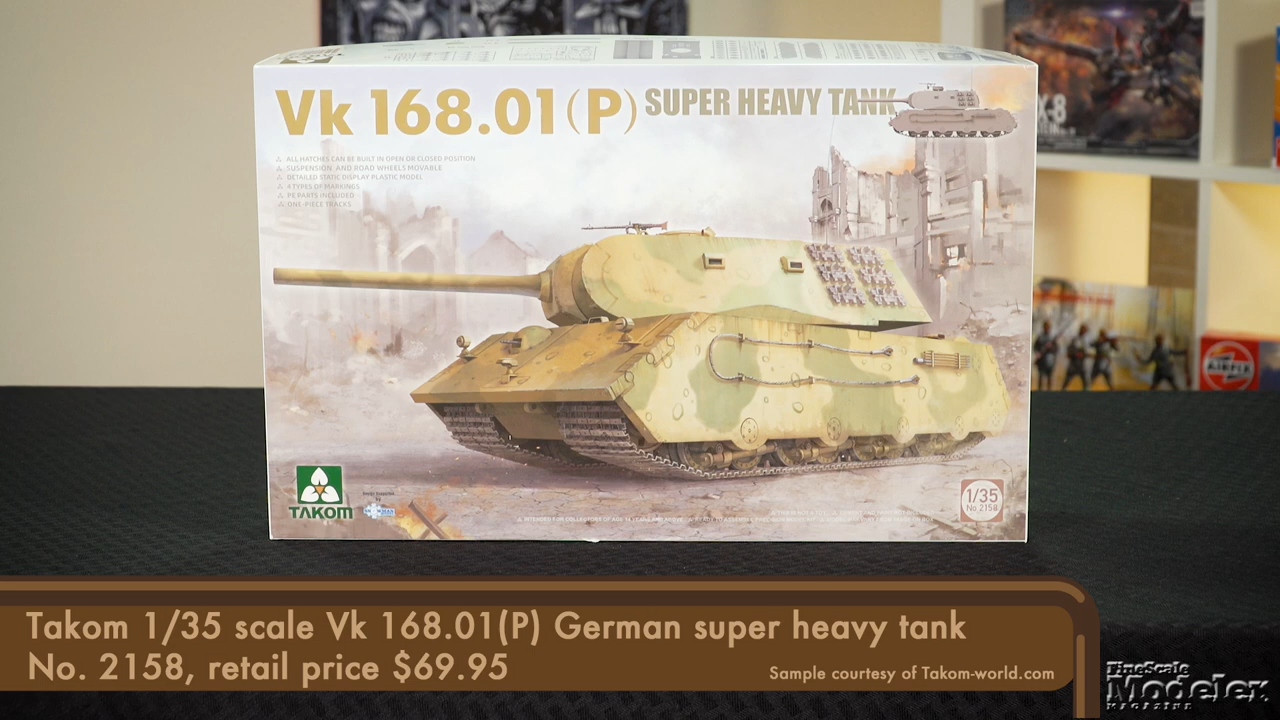 Vk 168.01(P) SUPER HEAVY TANK
ALL HATCHES CAN BE BUILT IN OPEN OR CLOSED POSITION
SUSPENSION AND ROAD WHEELS MOVABLE
DETAILED STATIC DISPLAY PLASTIC MODEL
4 TYPES OF MARKINGS
PE PARTS INCLUDED
ONE-PIECE TRACKS
X-8
AIRFIX
TAKOM
1/35
No 2158
Takom 1/35 scale Vk 168.01(P) German super heavy tank
No. 2158, retail price $69.95
Sample courtesy of Takom-world.com
FineScale
Modeler
MAGAZINE